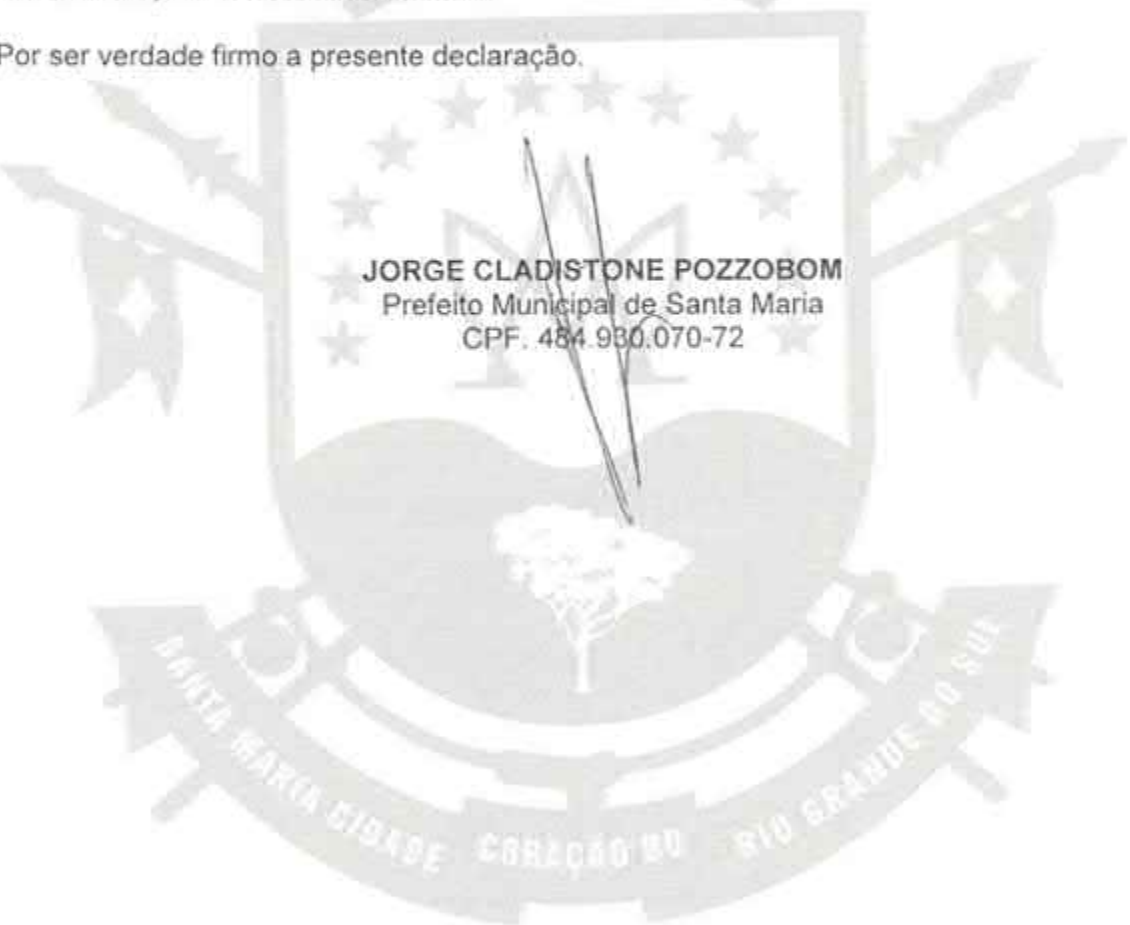 Por ser verdade firmo a presente declaração.
JORGE CLADISTONE POZZOBOM
Prefeito Municipal de Santa Maria
CPF. 484.930.070-72
SANTA MARIA CIDADE CORAÇÃO DO RIO GRANDE DO SUL